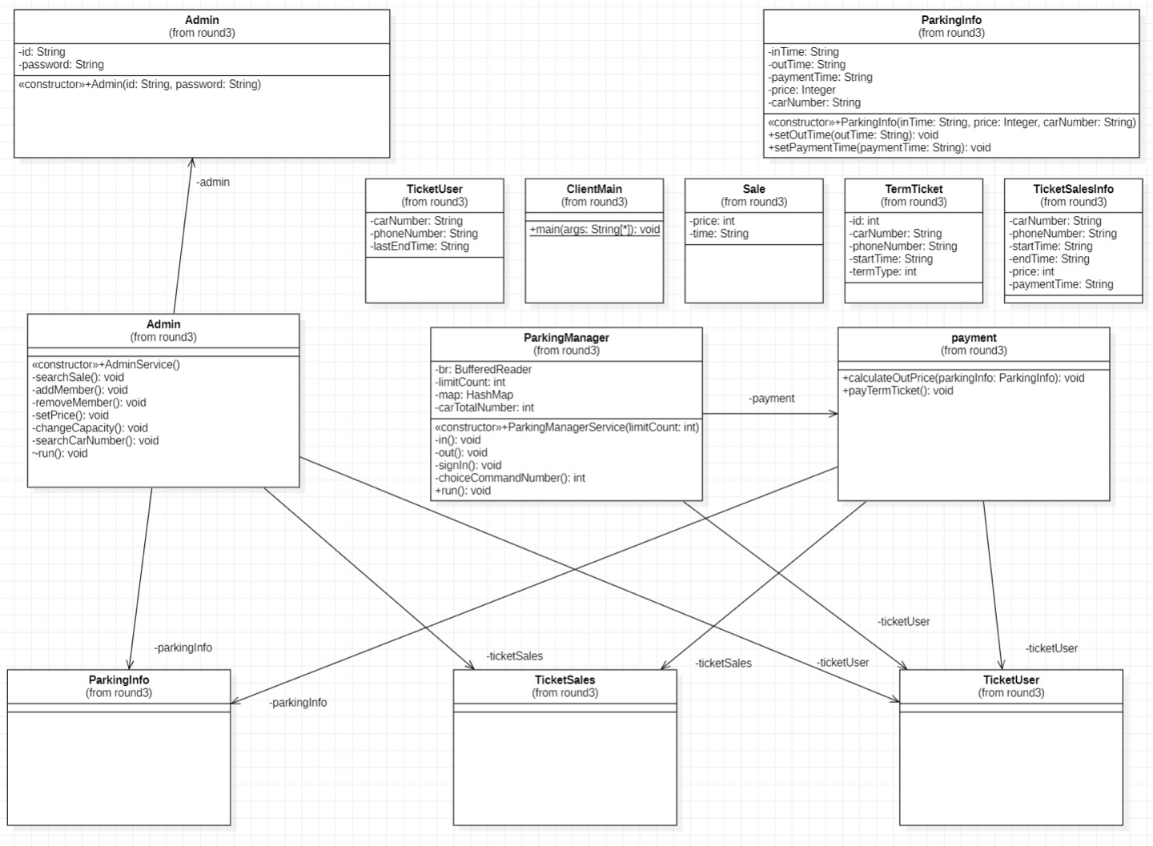 Admin
(from round3)
-id: String
-password: String
«constructor»+Admin(id: String, password: String)
ParkingInfo
(from round3)
-inTime: String
-outTime: String
-paymentTime: String
-price: Integer
-carNumber: String
«constructor»+ParkingInfo(inTime: String, price: Integer, carNumber: String)
+setOutTime(outTime: String): void
+setPaymentTime(paymentTime: String): void
-admin
TicketUser
(from round3)
-carNumber: String
-phoneNumber: String
-lastEndTime: String
ClientMain
(from round3)
+main(args: String[*]): void
Sale
(from round3)
-price: int
-time: String
TermTicket
(from round3)
-id: int
-carNumber: String
-phoneNumber: String
-startTime: String
-termType: int
TicketSalesInfo
(from round3)
-carNumber: String
-phoneNumber: String
-startTime: String
-endTime: String
-price: int
-paymentTime: String
Admin
(from round3)
«constructor»+AdminService()
-searchSale(): void
-addMember(): void
-removeMember(): void
-setPrice(): void
-changeCapacity(): void
-searchCarNumber(): void
~run(): void
ParkingManager
(from round3)
-br: BufferedReader
-limitCount: int
-map: HashMap
-carTotalNumber: int
«constructor»+ParkingManagerService(limitCount: int)
-in(): void
-out(): void
-signIn(): void
-choiceCommandNumber(): int
+run(): void
-payment
payment
(from round3)
+calculateOutPrice(parkingInfo: ParkingInfo): void
+payTermTicket(): void
-parkingInfo
-ticketSales
-ticketSales
-ticketUser
-ticketUser
-ticketUser
ParkingInfo
(from round3)
-parkingInfo
TicketSales
(from round3)
TicketUser
(from round3)